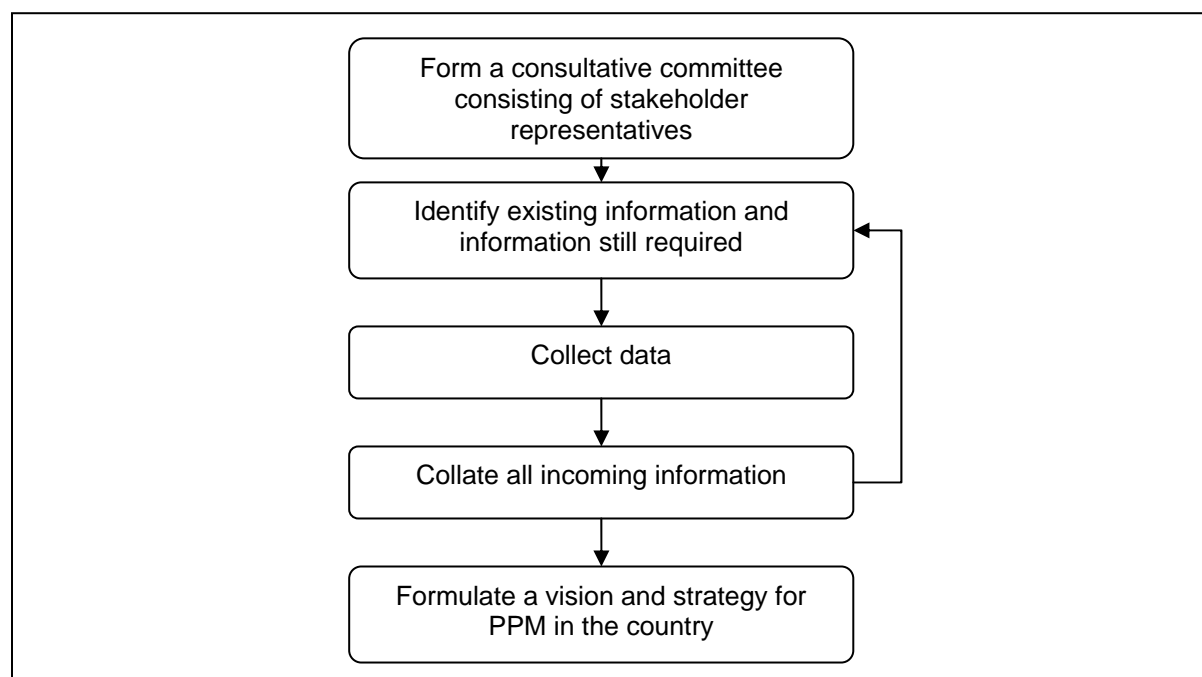 Form a consultative committee
consisting of stakeholder
representatives
Identify existing information and
information still required
Collect data
Collate all incoming information
Formulate a vision and strategy for
PPM in the country